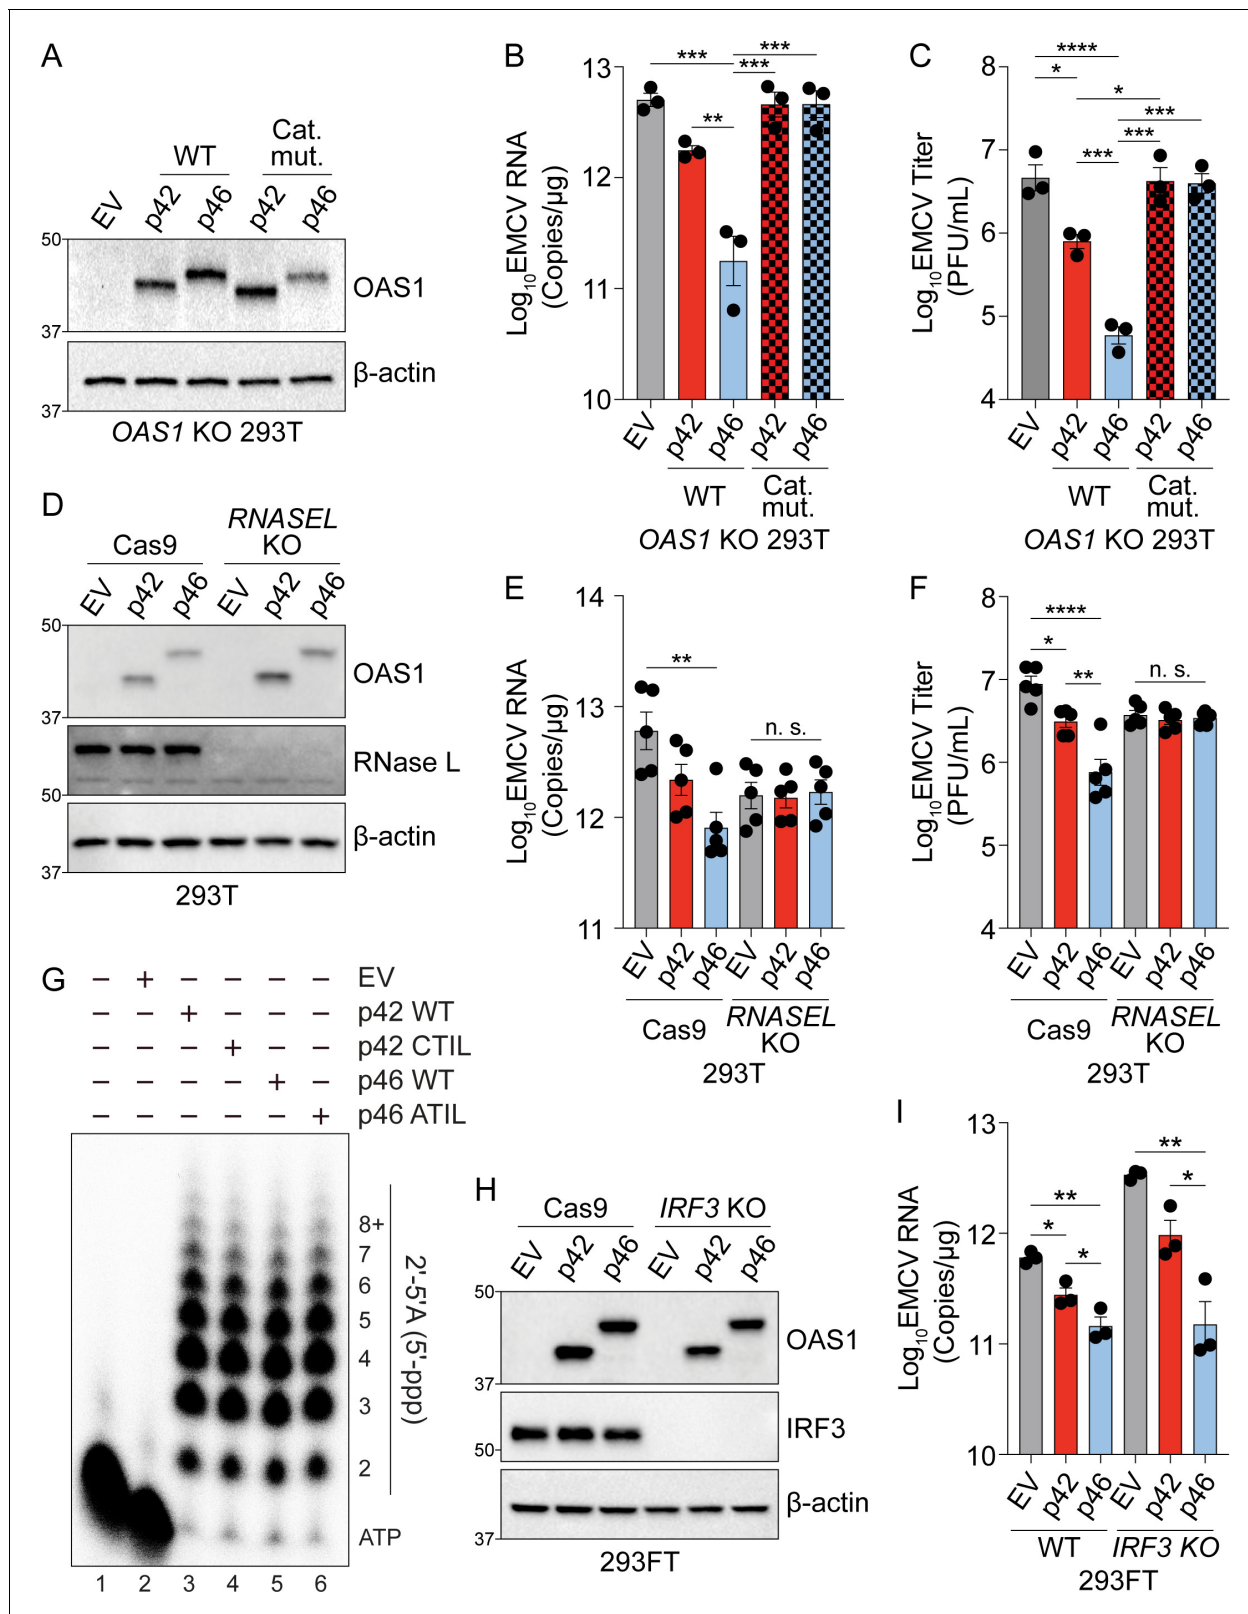 A
WT
Cat.
mut.
EV
p42
p46
p42
p46
50
OAS1
37
β-actin
37
OAS1 KO 293T
B
Log10EMCV RNA
(Copies/µg)
13
12
11
10
***
***
***
**
EV
p42
p46
p42
p46
WT
Cat.
mut.
OAS1 KO 293T
C
Log10EMCV Titer
(PFU/mL)
8
7
6
5
4
****
*
*
***
***
***
EV
p42
p46
p42
p46
WT
Cat.
mut.
OAS1 KO 293T
D
Cas9
RNASEL
KO
EV
p42
p46
EV
p42
p46
50
OAS1
37
RNase L
50
β-actin
37
293T
E
Log10EMCV RNA
(Copies/µg)
14
13
12
11
**
n. s.
EV
p42
p46
EV
p42
p46
Cas9
RNASEL
KO
293T
F
Log10EMCV Titer
(PFU/mL)
8
7
6
5
4
****
*
**
n. s.
EV
p42
p46
EV
p42
p46
Cas9
RNASEL
KO
293T
G
– + – – – – EV
– – + – – – p42 WT
– – – + – – p42 CTIL
– – – – + – p46 WT
– – – – – + p46 ATIL
8+
7
6
5
4
3
2
ATP
2'-5'A (5'-ppp)
1 2 3 4 5 6
H
Cas9
IRF3 KO
EV
p42
p46
EV
p42
p46
50
OAS1
37
IRF3
50
β-actin
37
293FT
I
Log10EMCV RNA
(Copies/µg)
13
12
11
10
**
*
*
**
*
EV
p42
p46
EV
p42
p46
WT
IRF3 KO
293FT